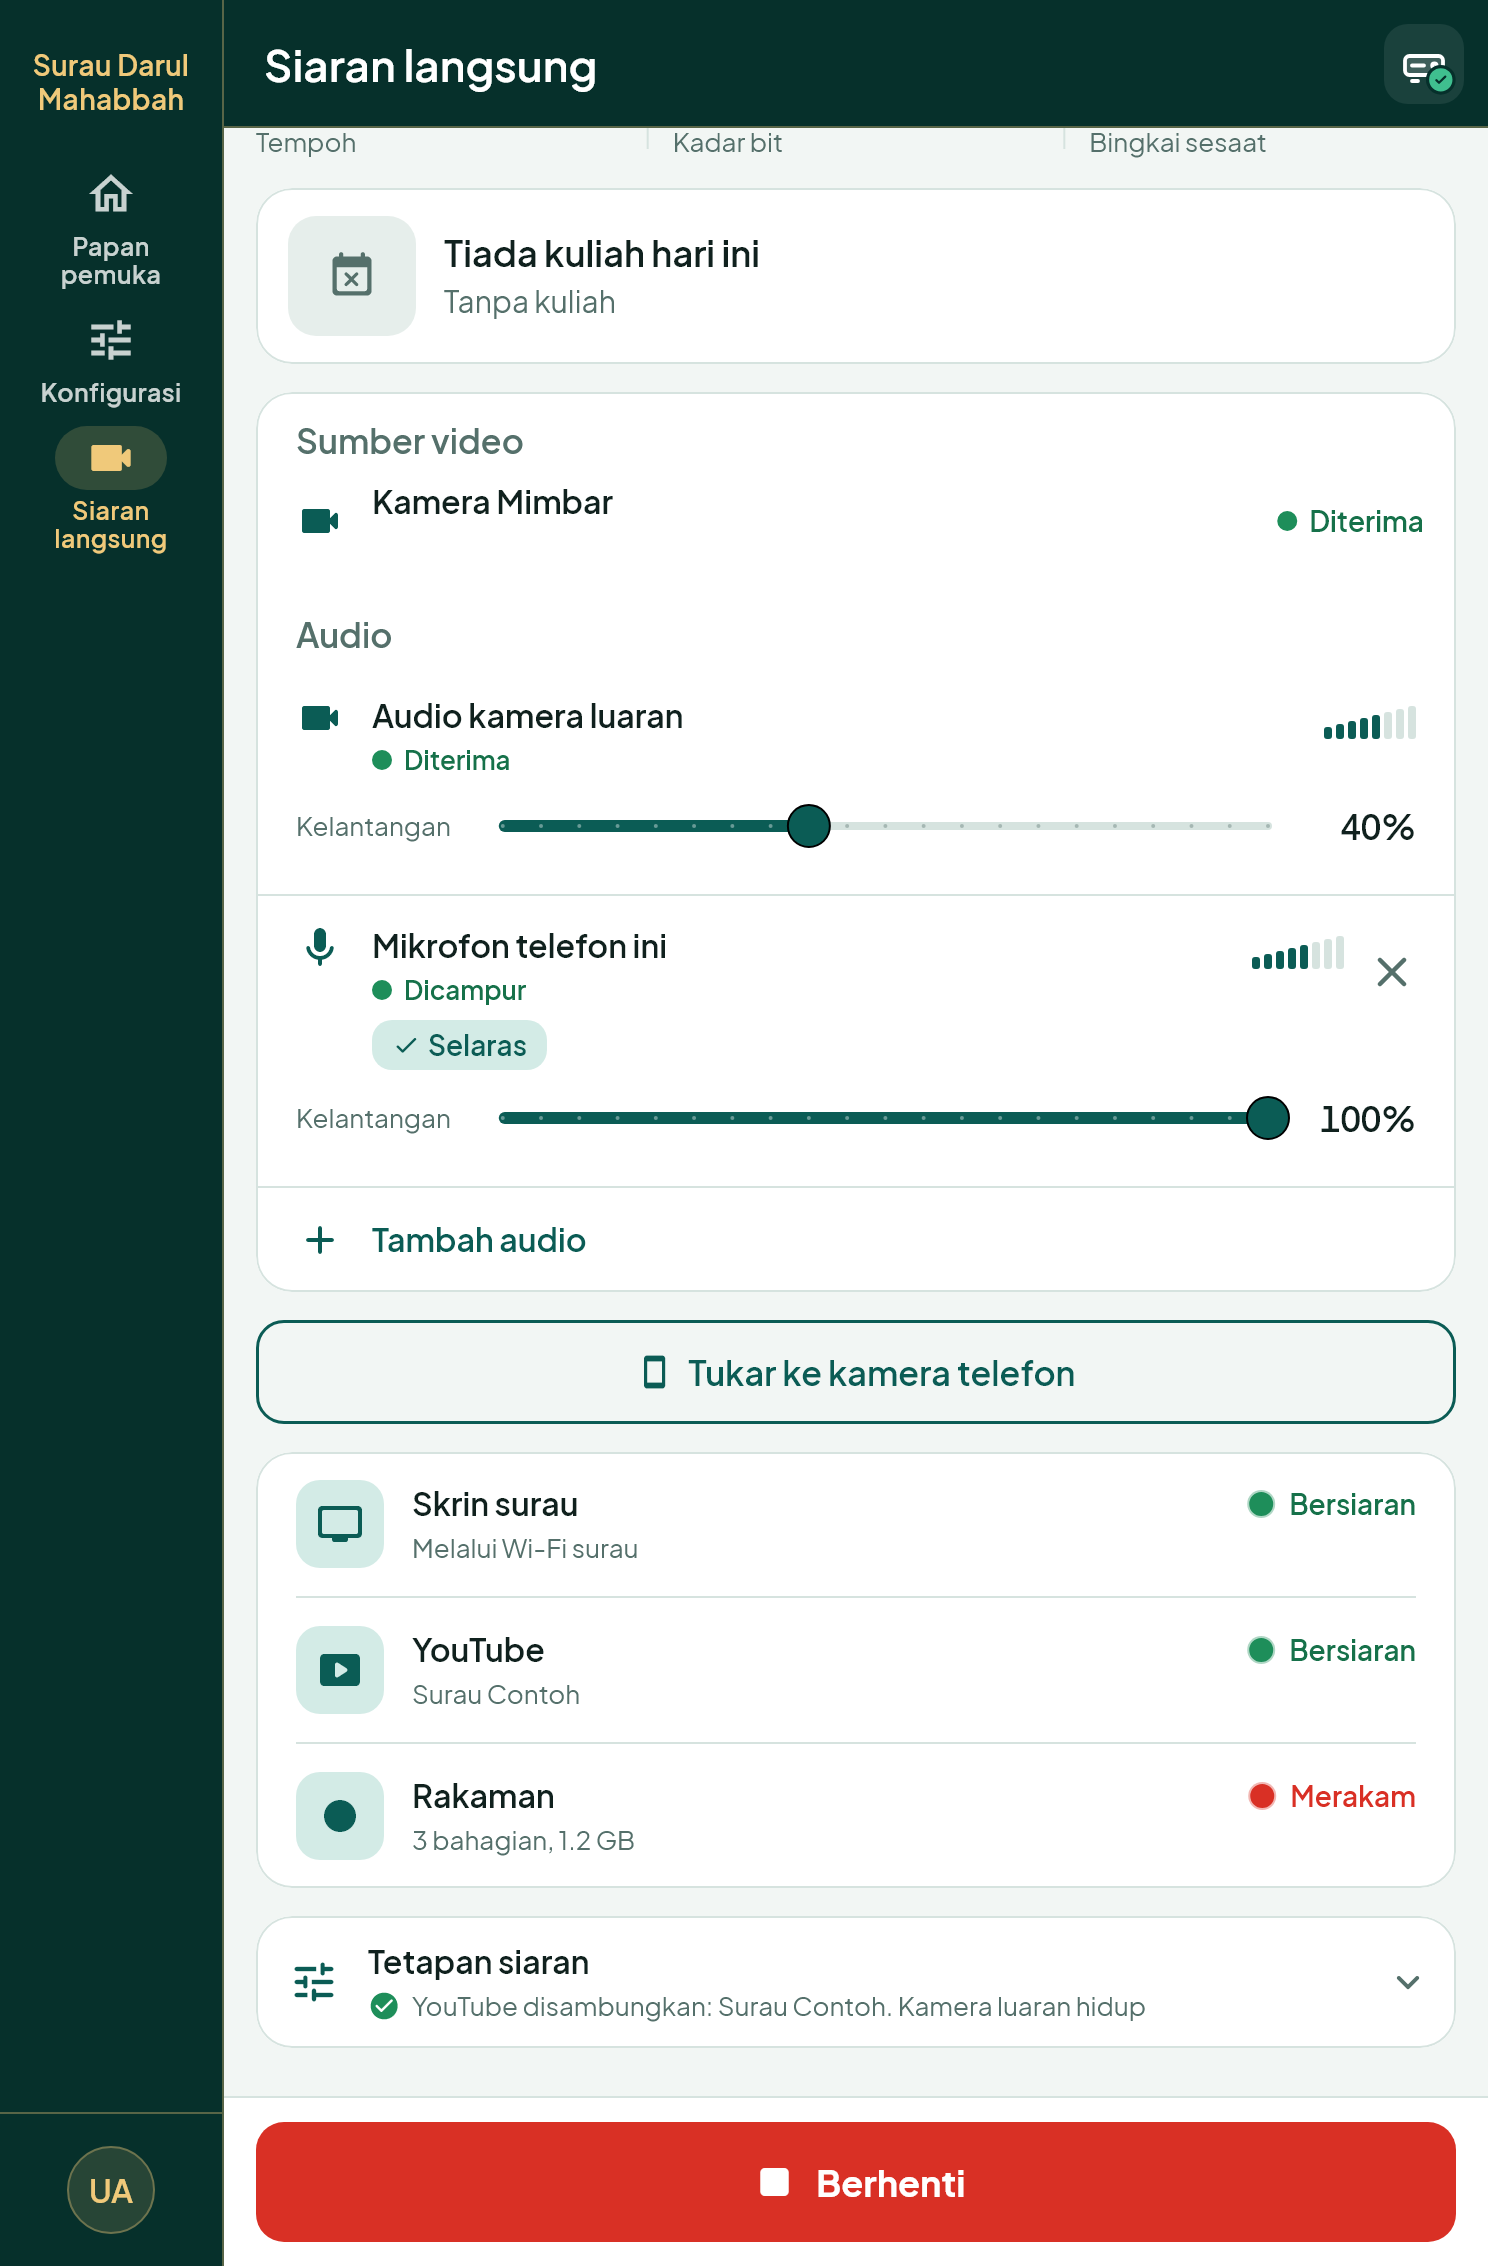 Surau Darul
Mahabbah
Papan
pemuka
Konfigurasi
Siaran
langsung
UA
Siaran langsung
Tempoh
Kadar bit
Bingkai sesaat
Tiada kuliah hari ini
Tanpa kuliah
Sumber video
Kamera Mimbar
Diterima
Audio
Audio kamera luaran
Diterima
Kelantangan
40%
Mikrofon telefon ini
Dicampur
Selaras
Kelantangan
100%
Tambah audio
Tukar ke kamera telefon
Skrin surau
Bersiaran
Melalui Wi-Fi surau
YouTube
Bersiaran
Surau Contoh
Rakaman
Merakam
3 bahagian, 1.2 GB
Tetapan siaran
YouTube disambungkan: Surau Contoh. Kamera luaran hidup
Berhenti